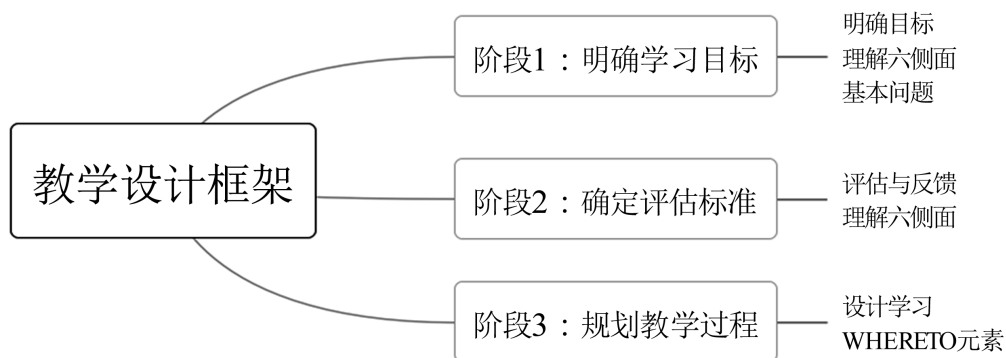 教学设计框架
阶段1：明确学习目标
明确目标
理解六侧面
基本问题
阶段2：确定评估标准
评估与反馈
理解六侧面
阶段3：规划教学过程
设计学习
WHERETO元素